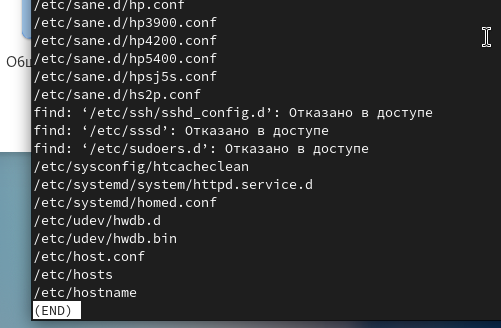 /etc/sane.d/hp.conf
/etc/sane.d/hp3900.conf
/etc/sane.d/hp4200.conf
/etc/sane.d/hp5400.conf
/etc/sane.d/hpsj5s.conf
/etc/sane.d/hs2p.conf
find: ‘/etc/ssh/sshd_config.d’: Отказано в доступе
find: ‘/etc/sssd’: Отказано в доступе
find: ‘/etc/sudoers.d’: Отказано в доступе
/etc/sysconfig/htcacheclean
/etc/systemd/system/httpd.service.d
/etc/systemd/homed.conf
/etc/udev/hwdb.d
/etc/udev/hwdb.bin
/etc/host.conf
/etc/hosts
/etc/hostname
(END)